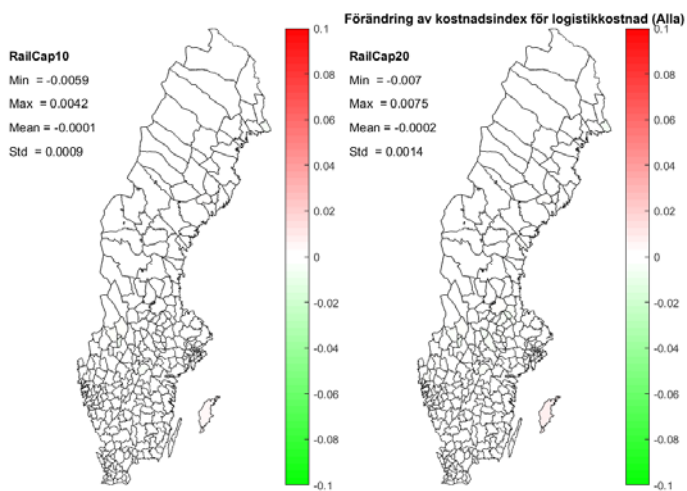 Förändring av kostnadsindex för logistikkostnad (Alla)
RailCap10
Min = -0.0059
Max = 0.0042
Mean = -0.0001
Std = 0.0009
0.1
0.08
0.06
0.04
0.02
0
-0.02
-0.04
-0.06
-0.08
-0.1
RailCap20
Min = -0.007
Max = 0.0075
Mean = -0.0002
Std = 0.0014
0.1
0.08
0.06
0.04
0.02
0
-0.02
-0.04
-0.06
-0.08
-0.1